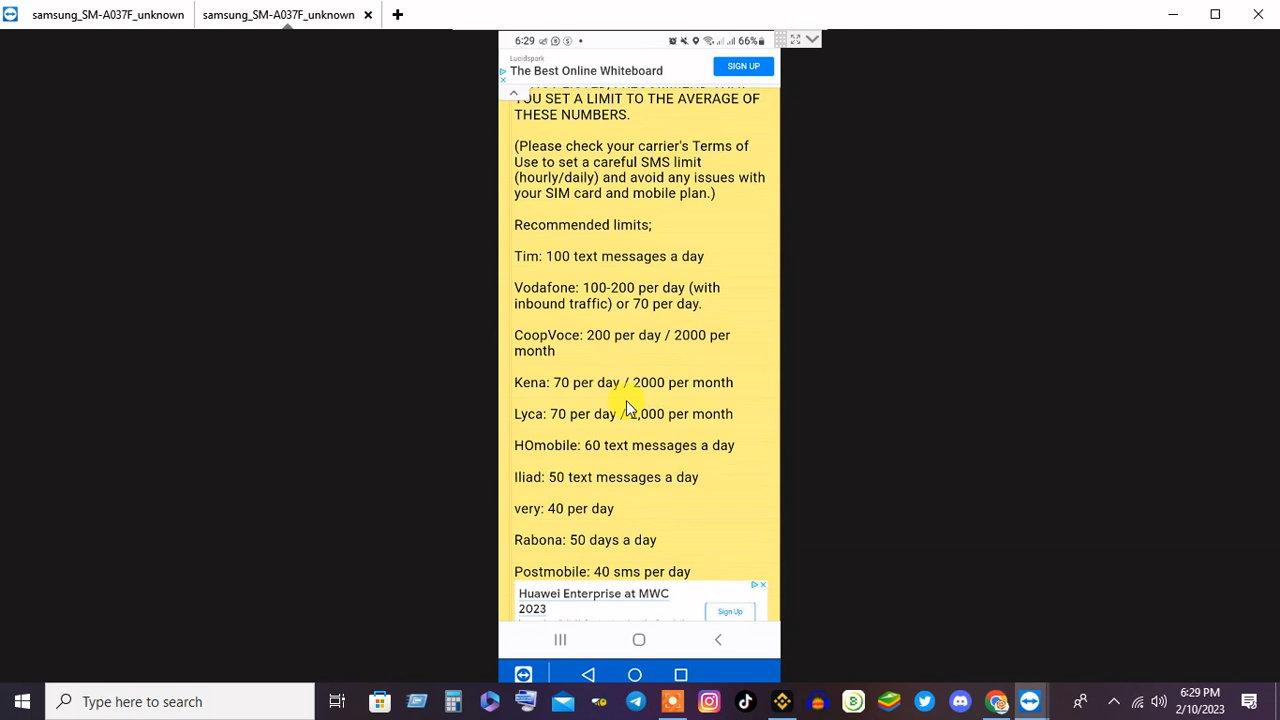 samsung_SM-A037F_unknown samsung_SM-A037F_unknown
6:29 66%
Lucidspark
The Best Online Whiteboard SIGN UP
YOU SET A LIMIT TO THE AVERAGE OF
THESE NUMBERS.
(Please check your carrier's Terms of
Use to set a careful SMS limit
(hourly/daily) and avoid any issues with
your SIM card and mobile plan.)
Recommended limits;
Tim: 100 text messages a day
Vodafone: 100-200 per day (with
inbound traffic) or 70 per day.
CoopVoce: 200 per day / 2000 per
month
Kena: 70 per day / 2000 per month
Lyca: 70 per day / 2,000 per month
HOmobile: 60 text messages a day
Iliad: 50 text messages a day
very: 40 per day
Rabona: 50 days a day
Postmobile: 40 sms per day
Huawei Enterprise at MWC
2023 Sign Up
Type here to search
6:29 PM
2/10/2023